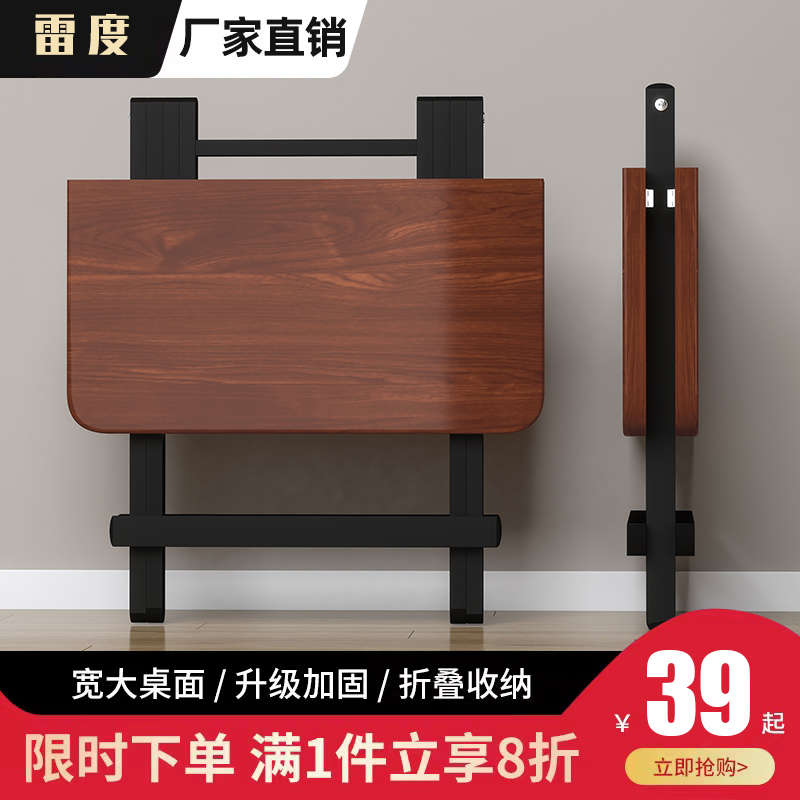 雷度 厂家直销
宽大桌面 / 升级加固 / 折叠收纳
限时下单 满1件立享8折
¥ 39 起
立即抢购>